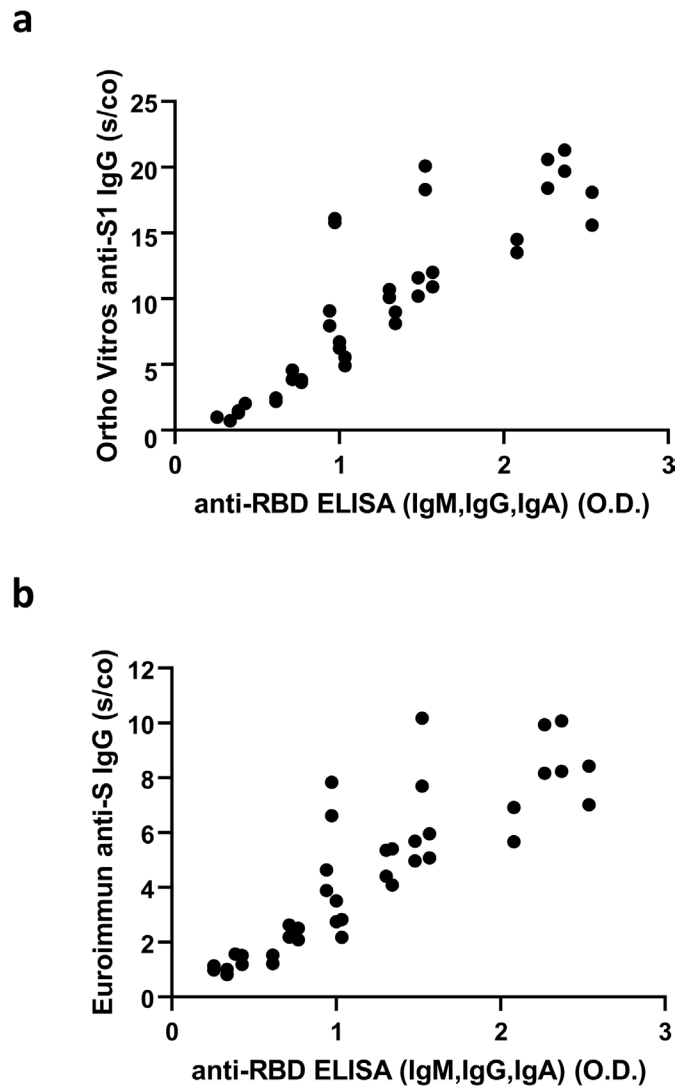 a
Ortho Vitros anti-S1 IgG (s/co)
25
20
15
10
5
0
0 1 2 3
anti-RBD ELISA (IgM,IgG,IgA) (O.D.)
b
Euroimmun anti-S IgG (s/co)
12
10
8
6
4
2
0
0 1 2 3
anti-RBD ELISA (IgM,IgG,IgA) (O.D.)